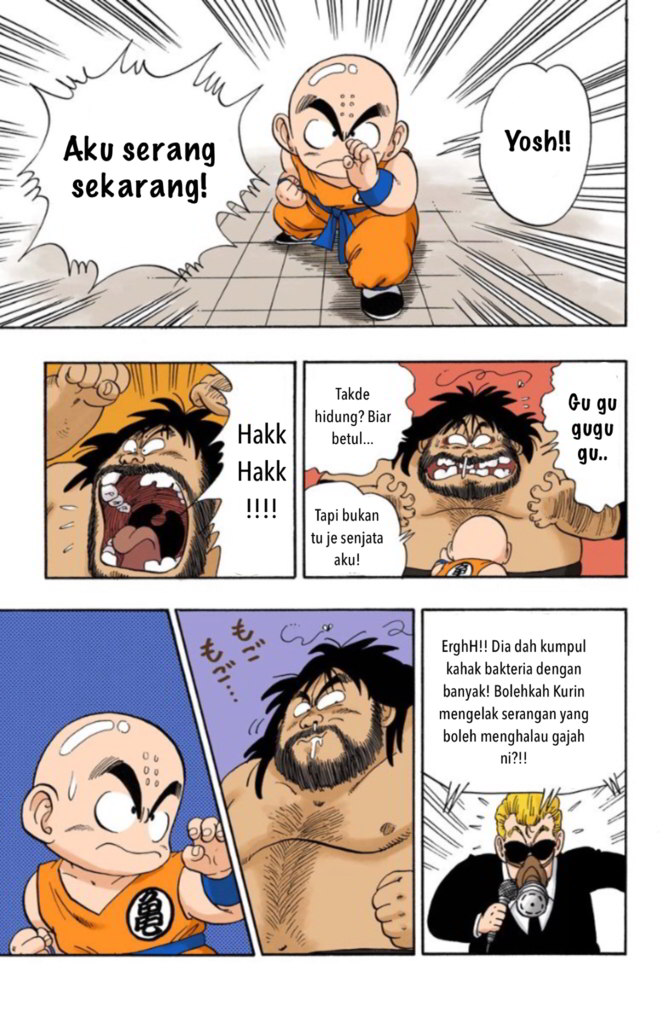 Yosh!!
Aku serang
sekarang!
Gu gu
gugu
gu..
Takde
hidung? Biar
betul...
Tapi bukan
tu je senjata
aku!
亀
Hakk
Hakk
!!!!
ErghH!! Dia dah kumpul
kahak bakteria dengan
banyak! Bolehkah Kurin
mengelak serangan yang
boleh menghalau gajah
ni?!!
もご
もご…
亀